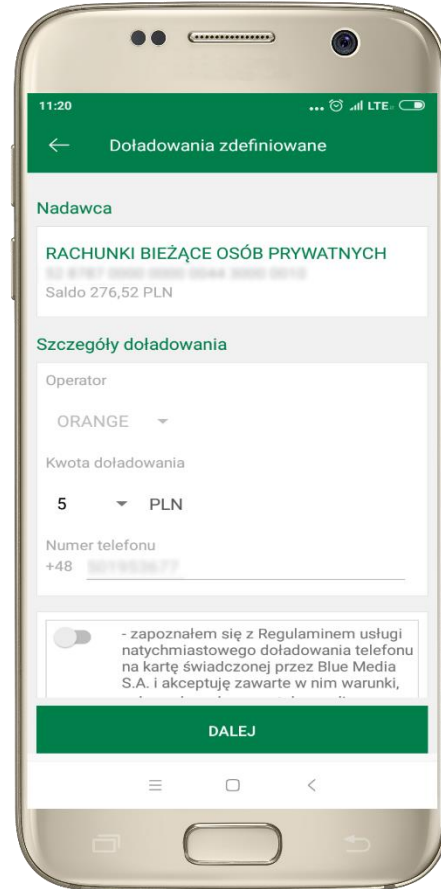 11:20
... LTE
Doładowania zdefiniowane
Nadawca
RACHUNKI BIEŻĄCE OSÓB PRYWATNYCH
Saldo 276,52 PLN
Szczegóły doładowania
Operator
ORANGE
Kwota doładowania
5 PLN
Numer telefonu
+48
- zapoznałem się z Regulaminem usługi
natychmiastowego doładowania telefonu
na kartę świadczonej przez Blue Media
S.A. i akceptuję zawarte w nim warunki,
DALEJ